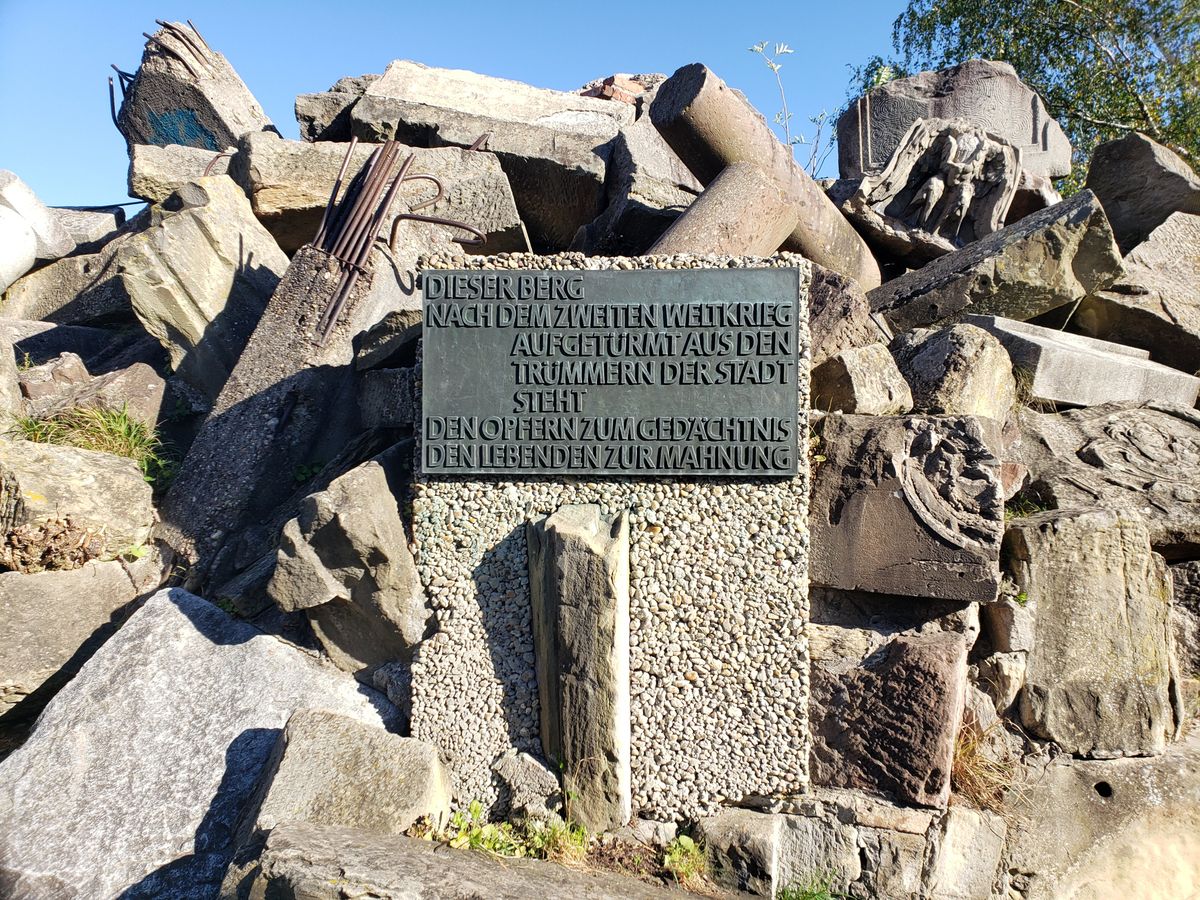 DIESER BERG
NACH DEM ZWEITEN WELTKRIEG
AUFGETÜRMT AUS DEN
TRÜMMERN DER STADT
STEHT
DEN OPFERN ZUM GEDÄCHTNIS
DEN LEBENDEN ZUR MAHNUNG